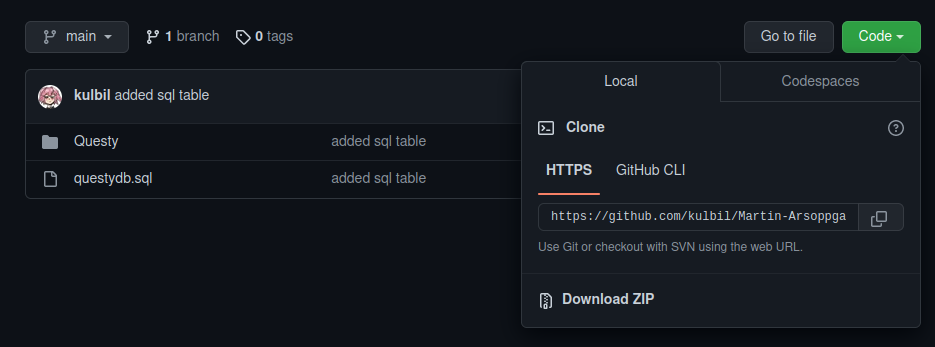 main 1 branch 0 tags Go to file Code
Local Codespaces
kulbil added sql table
Clone
Questy added sql table
HTTPS GitHub CLI
questydb.sql added sql table
https://github.com/kulbil/Martin-Arsoppga
Use Git or checkout with SVN using the web URL.
Download ZIP